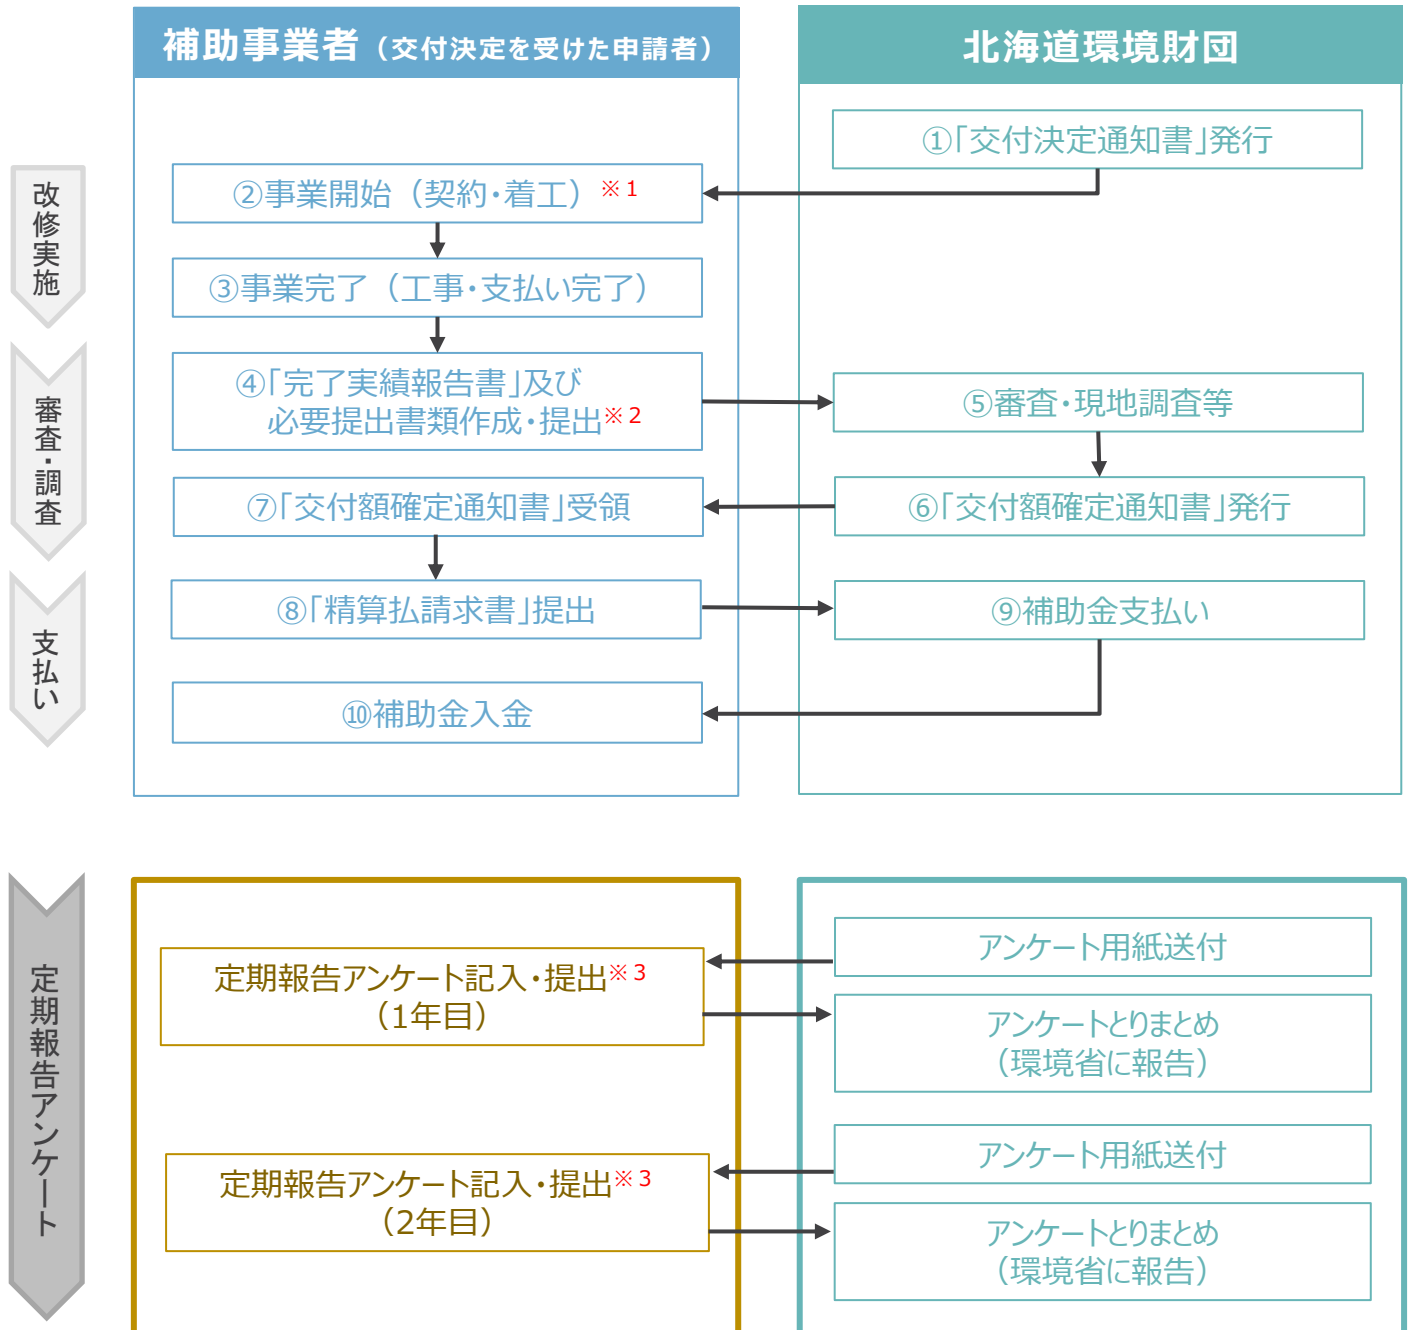 補助事業者（交付決定を受けた申請者）
北海道環境財団
改修実施
①「交付決定通知書」発行
②事業開始（契約・着工）※1
③事業完了（工事・支払い完了）
審査・調査
④「完了実績報告書」及び
必要提出書類作成・提出※2
⑤審査・現地調査等
⑦「交付額確定通知書」受領
⑥「交付額確定通知書」発行
支払い
⑧「精算払請求書」提出
⑨補助金支払い
⑩補助金入金
定期報告アンケート
アンケート用紙送付
定期報告アンケート記入・提出※3
（1年目）
アンケートとりまとめ
（環境省に報告）
アンケート用紙送付
定期報告アンケート記入・提出※3
（2年目）
アンケートとりまとめ
（環境省に報告）